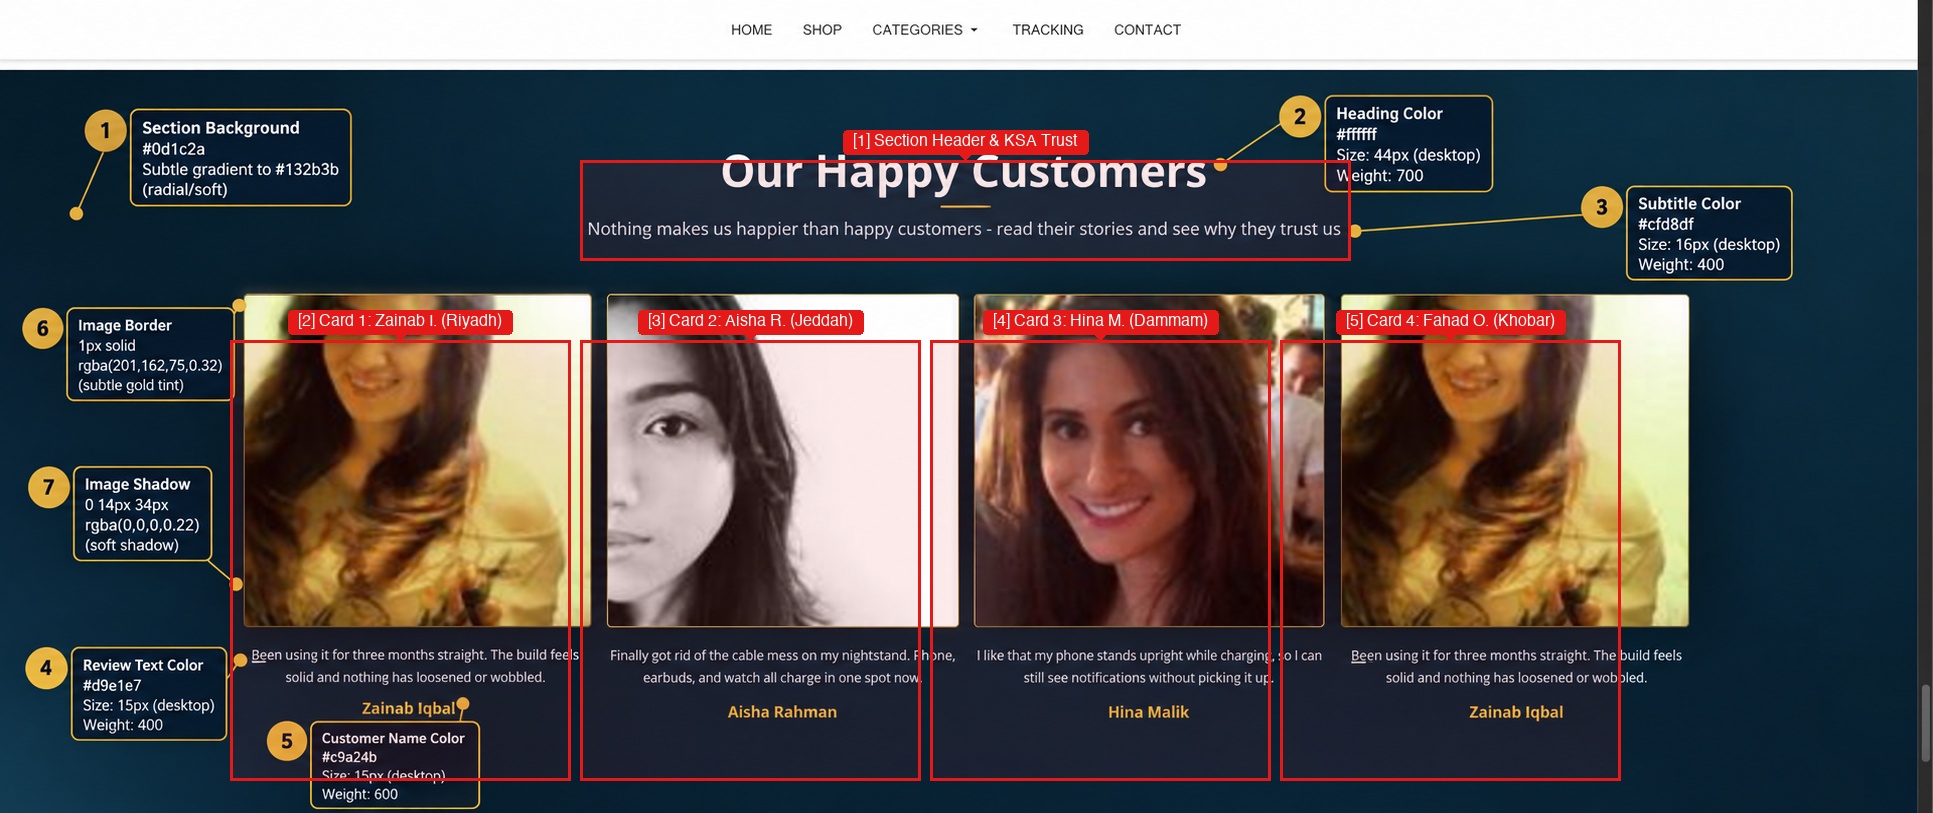 HOME SHOP CATEGORIES TRACKING CONTACT
1
Section Background
#0d1c2a
Subtle gradient to #132b3b
(radial/soft)
2
Heading Color
#ffffff
Size: 44px (desktop)
Weight: 700
[1] Section Header & KSA Trust
Our Happy Customers
3
Subtitle Color
#cfd8df
Size: 16px (desktop)
Weight: 400
Nothing makes us happier than happy customers - read their stories and see why they trust us
6
Image Border
1px solid
rgba(201,162,75,0.32)
(subtle gold tint)
[2] Card 1: Zainab I. (Riyadh)
[3] Card 2: Aisha R. (Jeddah)
[4] Card 3: Hina M. (Dammam)
[5] Card 4: Fahad O. (Khobar)
7
Image Shadow
0 14px 34px
rgba(0,0,0,0.22)
(soft shadow)
4
Review Text Color
#d9e1e7
Size: 15px (desktop)
Weight: 400
Been using it for three months straight. The build feels
solid and nothing has loosened or wobbled.
Zainab Iqbal
5
Customer Name Color
#c9a24b
Size: 15px (desktop)
Weight: 600
Finally got rid of the cable mess on my nightstand. Phone,
earbuds, and watch all charge in one spot now.
Aisha Rahman
I like that my phone stands upright while charging, so I can
still see notifications without picking it up.
Hina Malik
Been using it for three months straight. The build feels
solid and nothing has loosened or wobbled.
Zainab Iqbal